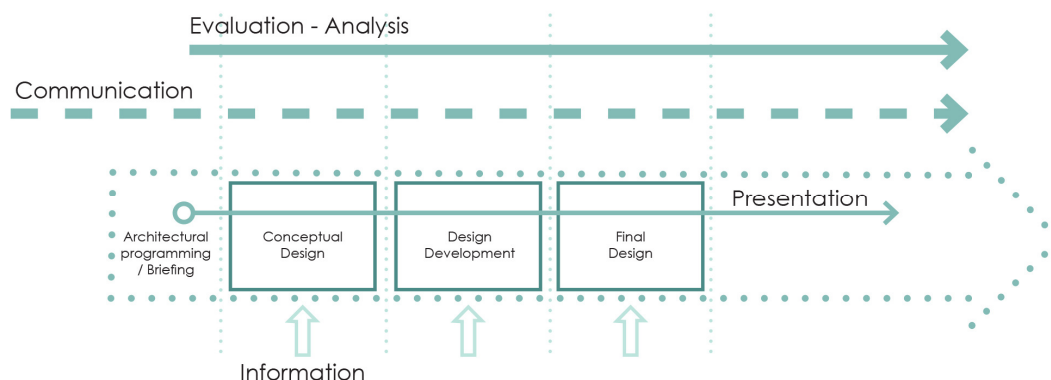 Evaluation - Analysis
Communication
Presentation
Architectural
programming
/ Briefing
Conceptual
Design
Design
Development
Final
Design
Information